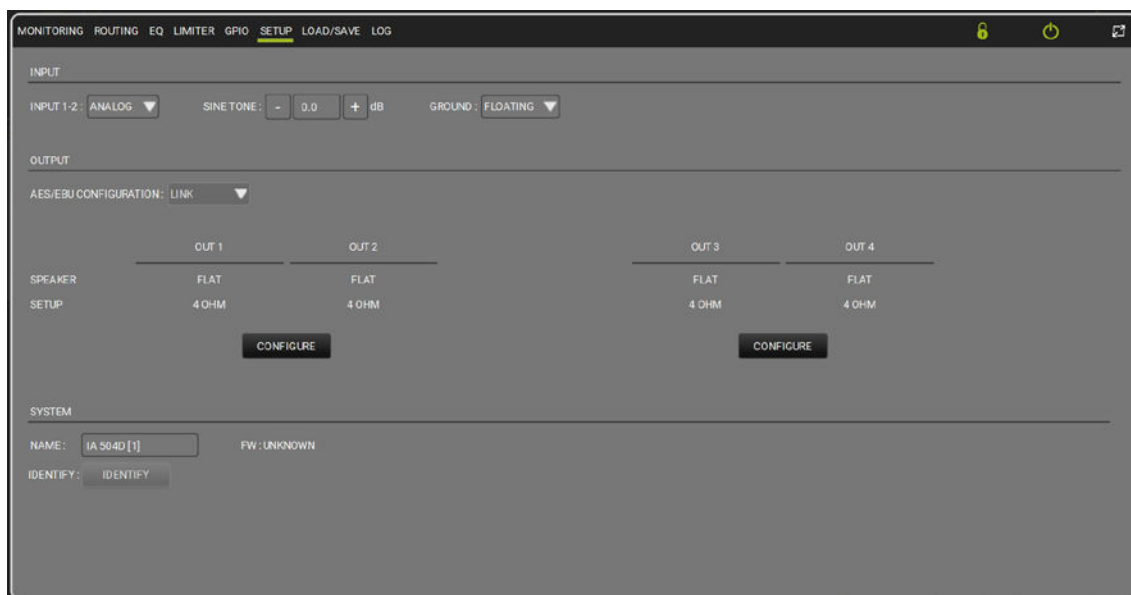 MONITORING ROUTING EQ LIMITER GPIO SETUP LOAD/SAVE LOG
INPUT
INPUT 1-2 : ANALOG SINE TONE : - 0.0 + dB GROUND : FLOATING
OUTPUT
AES/EBU CONFIGURATION : LINK
OUT 1 OUT 2 OUT 3 OUT 4
SPEAKER FLAT FLAT FLAT FLAT
SETUP 4 OHM 4 OHM 4 OHM 4 OHM
CONFIGURE CONFIGURE
SYSTEM
NAME : IA 504D [1] FW : UNKNOWN
IDENTIFY : IDENTIFY